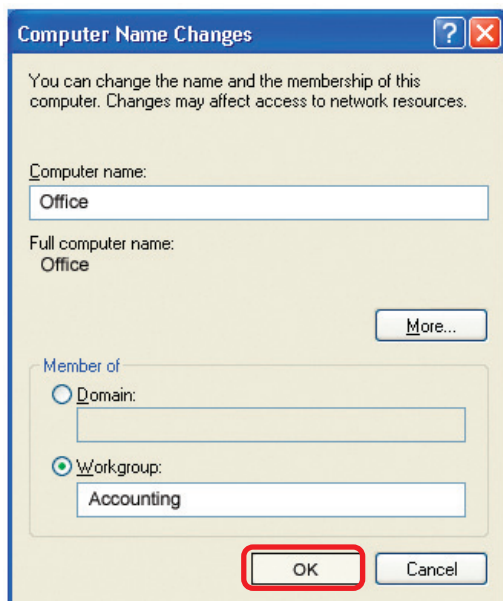 Computer Name Changes
?
You can change the name and the membership of this
computer. Changes may affect access to network resources.
Computer name:
Office
Full computer name:
Office
More...
Member of
Domain:
Workgroup:
Accounting
OK
Cancel